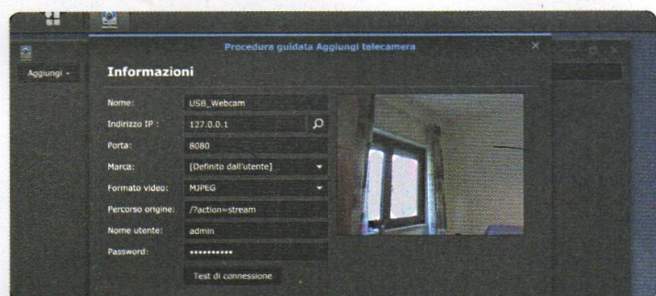 Procedura guidata Aggiungi telecamera
Aggiungi
Informazioni
Nome: USB_Webcam
Indirizzo IP : 127.0.0.1
Porta: 8080
Marca: [Definito dall'utente]
Formato video: MJPEG
Percorso origine: /?action=stream
Nome utente: admin
Password: ••••••••••
Test di connessione